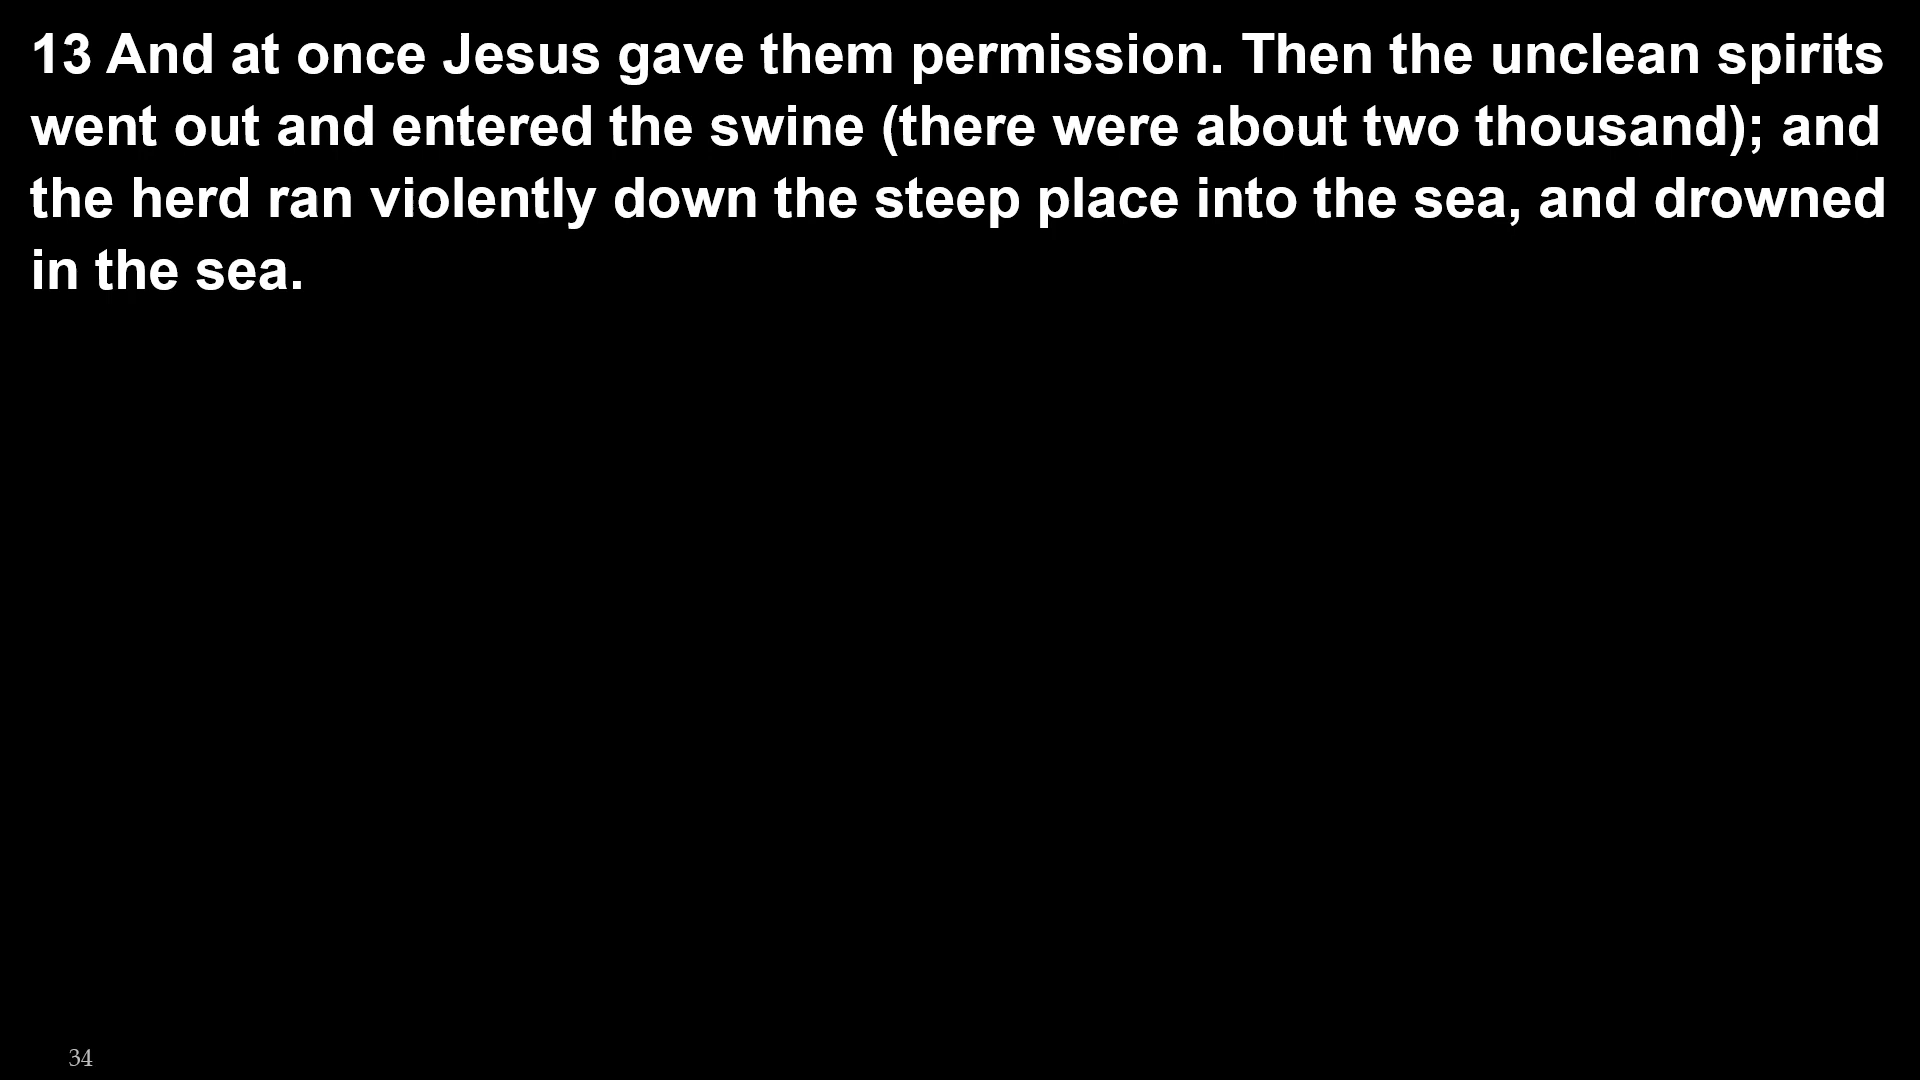 13 And at once Jesus gave them permission. Then the unclean spirits
went out and entered the swine (there were about two thousand); and
the herd ran violently down the steep place into the sea, and drowned
in the sea.
34